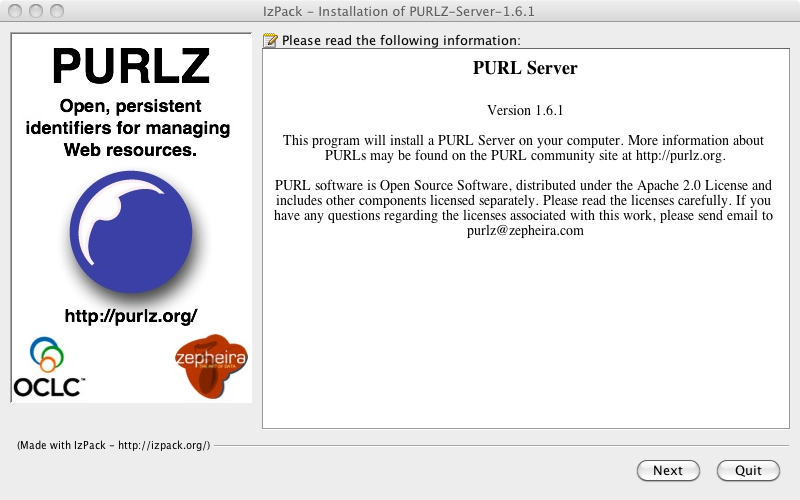 IzPack - Installation of PURLZ-Server-1.6.1
PURLZ
Open, persistent
identifiers for managing
Web resources.
http://purlz.org/
OCLC™
zepheira
THE ART OF DATA
Please read the following information:
PURL Server
Version 1.6.1
This program will install a PURL Server on your computer. More information about
PURLs may be found on the PURL community site at http://purlz.org.
PURL software is Open Source Software, distributed under the Apache 2.0 License and
includes other components licensed separately. Please read the licenses carefully. If you
have any questions regarding the licenses associated with this work, please send email to
purlz@zepheira.com
(Made with IzPack - http://izpack.org/)
Next
Quit